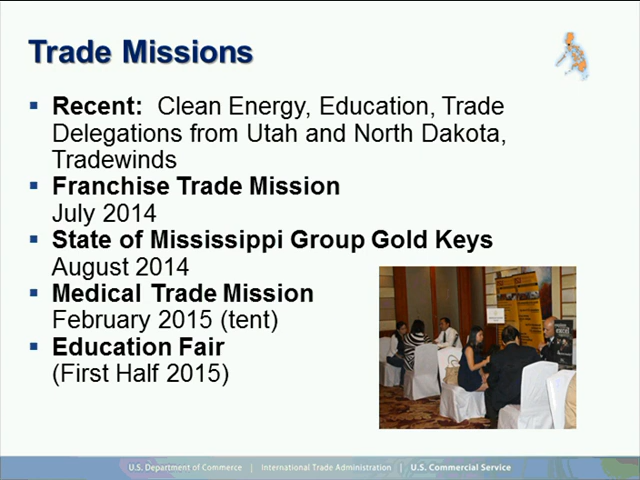 Trade Missions
Recent: Clean Energy, Education, Trade
Delegations from Utah and North Dakota,
Tradewinds
Franchise Trade Mission
July 2014
State of Mississippi Group Gold Keys
August 2014
Medical Trade Mission
February 2015 (tent)
Education Fair
(First Half 2015)
U.S. Department of Commerce | International Trade Administration | U.S. Commercial Service